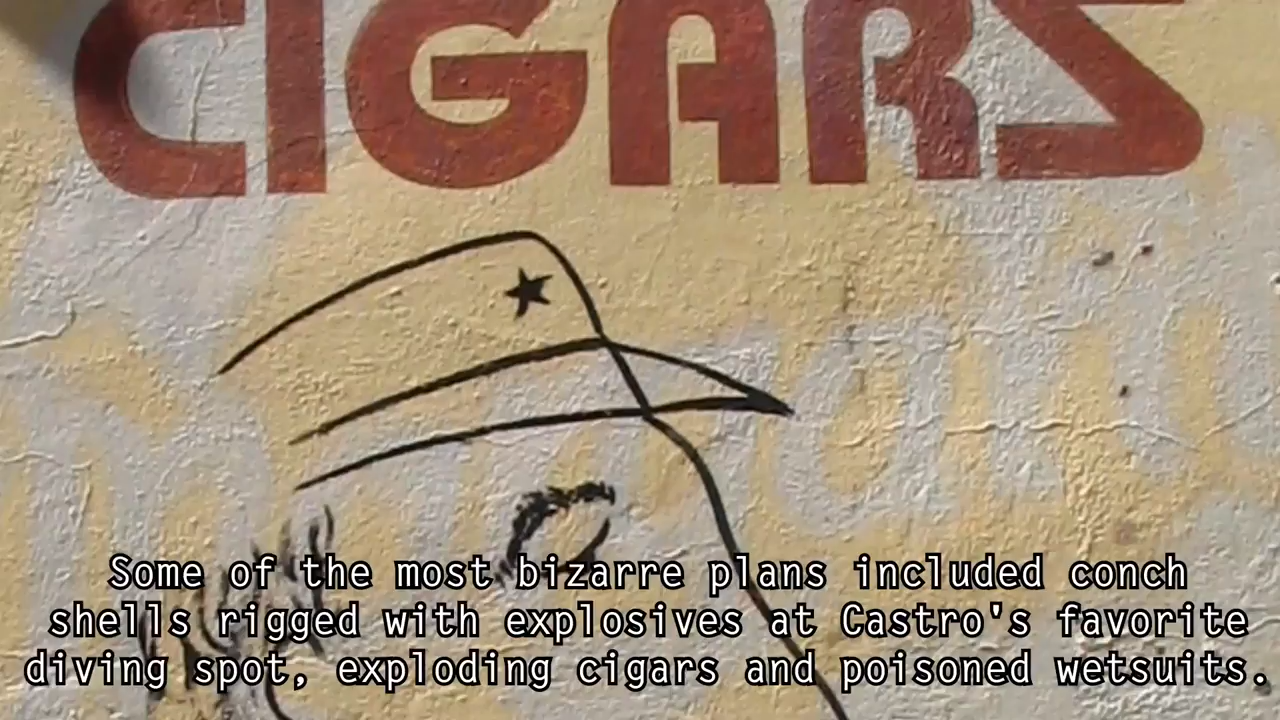 CIGARS
Some of the most bizarre plans included conch
shells rigged with explosives at Castro's favorite
diving spot, exploding cigars and poisoned wetsuits.